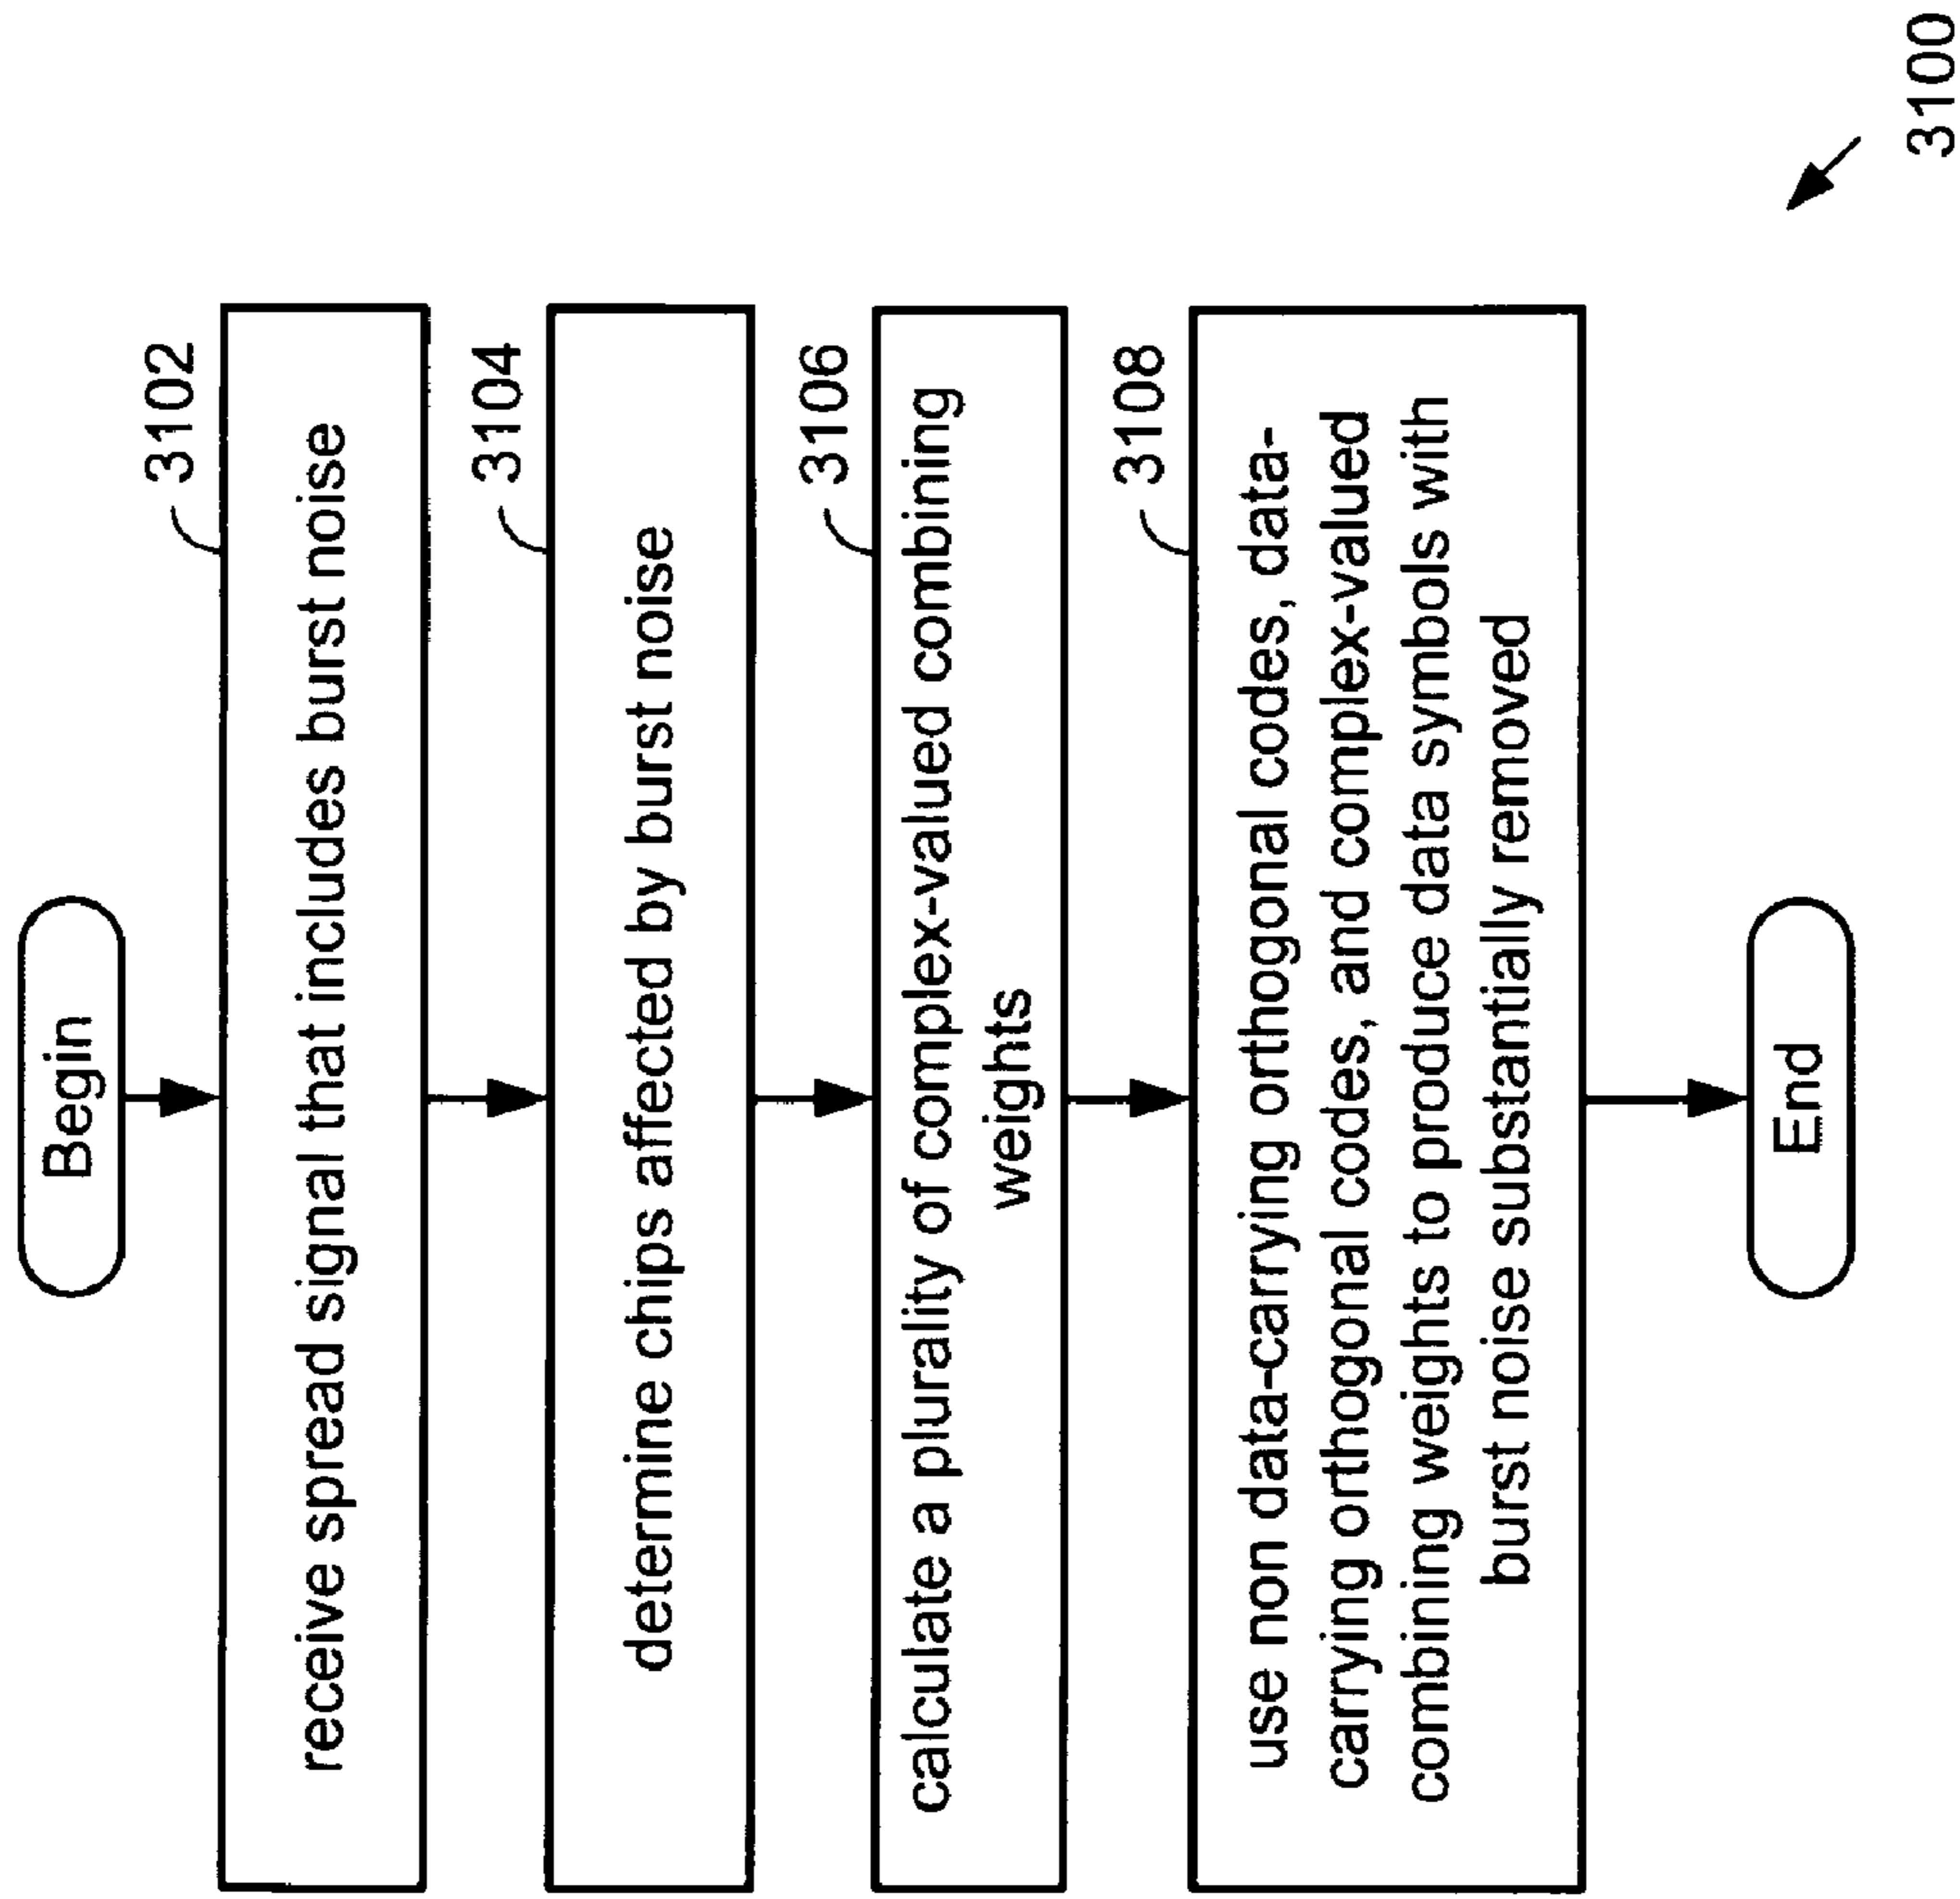 Begin
3102
receive spread signal that includes burst noise
3104
determine chips affected by burst noise
3106
calculate a plurality of complex-valued combining
weights
3108
use non data-carrying orthogonal codes, data-
carrying orthogonal codes, and complex-valued
combining weights to produce data symbols with
burst noise substantially removed
End
3100